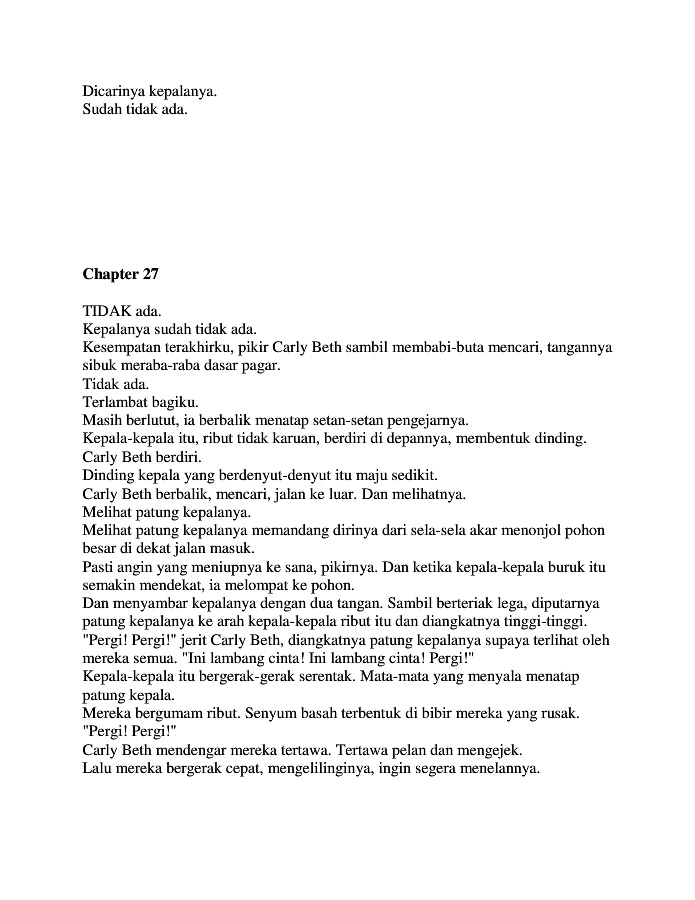 Dicarinya kepalanya.
Sudah tidak ada.
Chapter 27
TIDAK ada.
Kepalanya sudah tidak ada.
Kesempatan terakhirku, pikir Carly Beth sambil membabi-buta mencari, tangannya
sibuk meraba-raba dasar pagar.
Tidak ada.
Terlambat bagiku.
Masih berlutut, ia berbalik menatap setan-setan pengejarnya.
Kepala-kepala itu, ribut tidak karuan, berdiri di depannya, membentuk dinding.
Carly Beth berdiri.
Dinding kepala yang berdenyut-denyut itu maju sedikit.
Carly Beth berbalik, mencari, jalan ke luar. Dan melihatnya.
Melihat patung kepalanya.
Melihat patung kepalanya memandang dirinya dari sela-sela akar menonjol pohon
besar di dekat jalan masuk.
Pasti angin yang meniupnya ke sana, pikirnya. Dan ketika kepala-kepala buruk itu
semakin mendekat, ia melompat ke pohon.
Dan menyambar kepalanya dengan dua tangan. Sambil berteriak lega, diputarnya
patung kepalanya ke arah kepala-kepala ribut itu dan diangkatnya tinggi-tinggi.
"Pergi! Pergi!" jerit Carly Beth, diangkatnya patung kepalanya supaya terlihat oleh
mereka semua. "Ini lambang cinta! Ini lambang cinta! Pergi!"
Kepala-kepala itu bergerak-gerak serentak. Mata-mata yang menyala menatap
patung kepala.
Mereka bergumam ribut. Senyum basah terbentuk di bibir mereka yang rusak.
"Pergi! Pergi!"
Carly Beth mendengar mereka tertawa. Tertawa pelan dan mengejek.
Lalu mereka bergerak cepat, mengelilinginya, ingin segera menelannya.